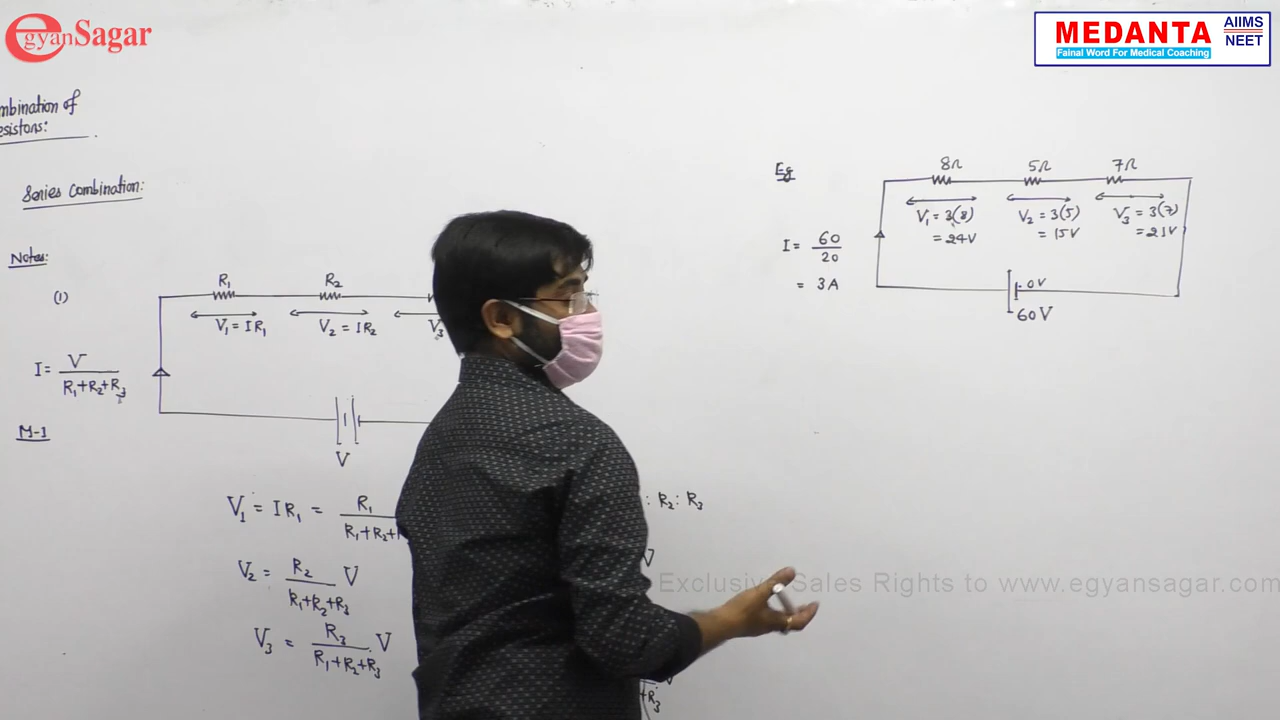 egyanSagar
MEDANTA
Fainal Word For Medical Coaching
AIIMS
NEET
mbination of
esistors:
Series Combination:
Notes:
(1)
R₁ R₂
V₁ = IR₁ V₂ = IR₂ V₃
I = V / R₁+R₂+R₃
V
M-1
V₁ = IR₁ = R₁ / R₁+R₂+R
V₂ = R₂ / R₁+R₂+R₃ V
V₃ = R₃ / R₁+R₂+R₃ . V
: R₂ : R₃
V
+R₃
Eg
8Ω 5Ω 7Ω
V₁ = 3(8) V₂ = 3(5) V₃ = 3(7)
= 24V = 15V = 21V
I = 60 / 20
= 3A
0V
60V
Exclusive Sales Rights to www.egyansagar.com